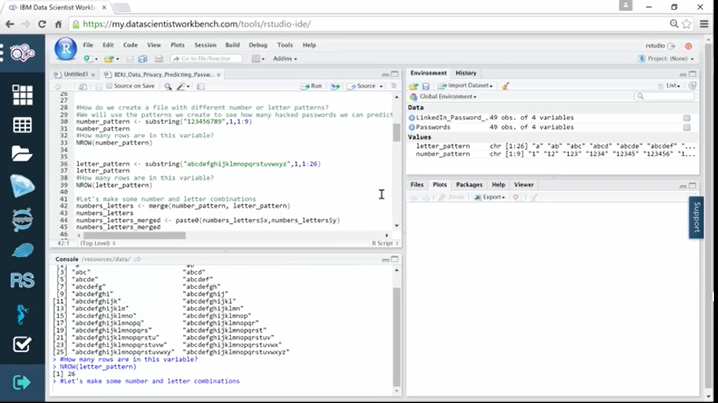 IBM Data Scientist Workbench
https://my.datascientistworkbench.com/tools/rstudio-ide/
File Edit Code View Plots Session Build Debug Tools Help
rstudio
Go to file/function
Addins
Project: (None)
Untitled1
BDU_Data_Privacy_Predicting_Passw...
Source on Save
Run
Source
26
27
28 #How do we create a file with different number or letter patterns?
29 #We will use the patterns we create to see how many hacked passwords we can predict
30 number_pattern <- substring("123456789",1,1:9)
31 number_pattern
32 #How many rows are in this variable?
33 NROW(number_pattern)
34
35
36 letter_pattern <- substring("abcdefghijklmnopqrstuvwxyz",1,1:26)
37 letter_pattern
38 #How many rows are in this variable?
39 NROW(letter_pattern)
40
41 #Let's make some number and letter combinations
42 numbers_letters <- merge(number_pattern, letter_pattern)
43 numbers_letters
44 numbers_letters_merged <- paste0(numbers_letters$x,numbers_letters$y)
45 numbers_letters_merged
46
42:1
(Top Level)
R Script
Console /resources/data/
[3] "abc" "abcd"
[5] "abcde" "abcdef"
[7] "abcdefg" "abcdefgh"
[9] "abcdefghi" "abcdefghij"
[11] "abcdefghijk" "abcdefghijkl"
[13] "abcdefghijklm" "abcdefghijklmn"
[15] "abcdefghijklmno" "abcdefghijklmnop"
[17] "abcdefghijklmnopq" "abcdefghijklmnopqr"
[19] "abcdefghijklmnopqrs" "abcdefghijklmnopqrst"
[21] "abcdefghijklmnopqrstu" "abcdefghijklmnopqrstuv"
[23] "abcdefghijklmnopqrstuvw" "abcdefghijklmnopqrstuvwx"
[25] "abcdefghijklmnopqrstuvwxy" "abcdefghijklmnopqrstuvwxyz"
> #How many rows are in this variable?
> NROW(letter_pattern)
[1] 26
> #Let's make some number and letter combinations
Environment History
Import Dataset
List
Global Environment
Data
LinkedIn_Password_. 49 obs. of 4 variables
Passwords 49 obs. of 4 variables
Values
letter_pattern chr [1:26] "a" "ab" "abc" "abcd" "abcde" "abcdef"...
number_pattern chr [1:9] "1" "12" "123" "1234" "12345" "123456" "1...
Files Plots Packages Help Viewer
Zoom
Export
Support
RS